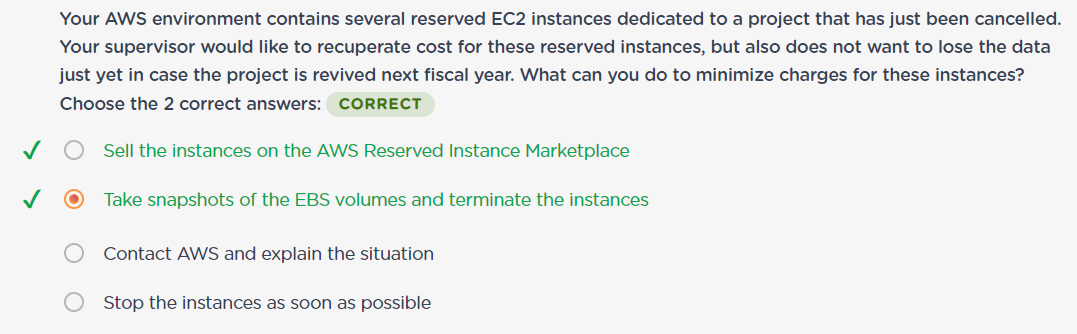 Your AWS environment contains several reserved EC2 instances dedicated to a project that has just been cancelled.
Your supervisor would like to recuperate cost for these reserved instances, but also does not want to lose the data
just yet in case the project is revived next fiscal year. What can you do to minimize charges for these instances?
Choose the 2 correct answers: CORRECT
Sell the instances on the AWS Reserved Instance Marketplace
Take snapshots of the EBS volumes and terminate the instances
Contact AWS and explain the situation
Stop the instances as soon as possible